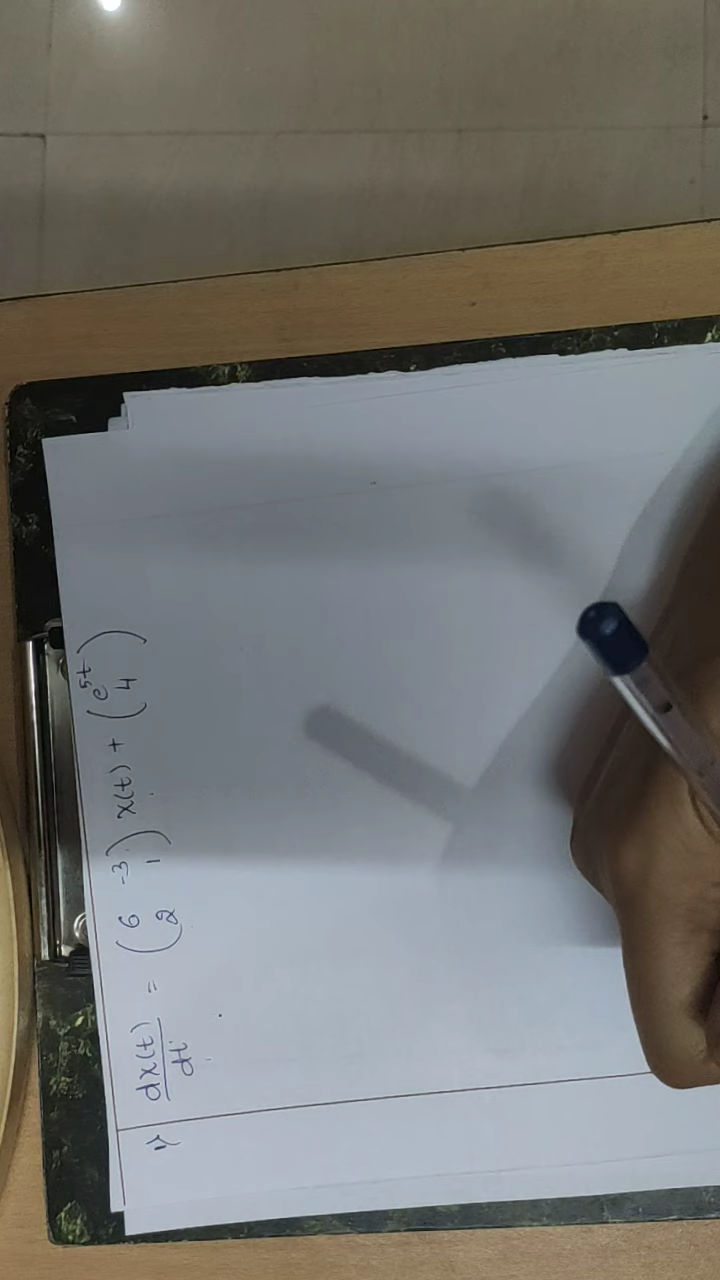 1) dx(t)/dt = (6 -3; 2 1) x(t) + (e^5t; 4)